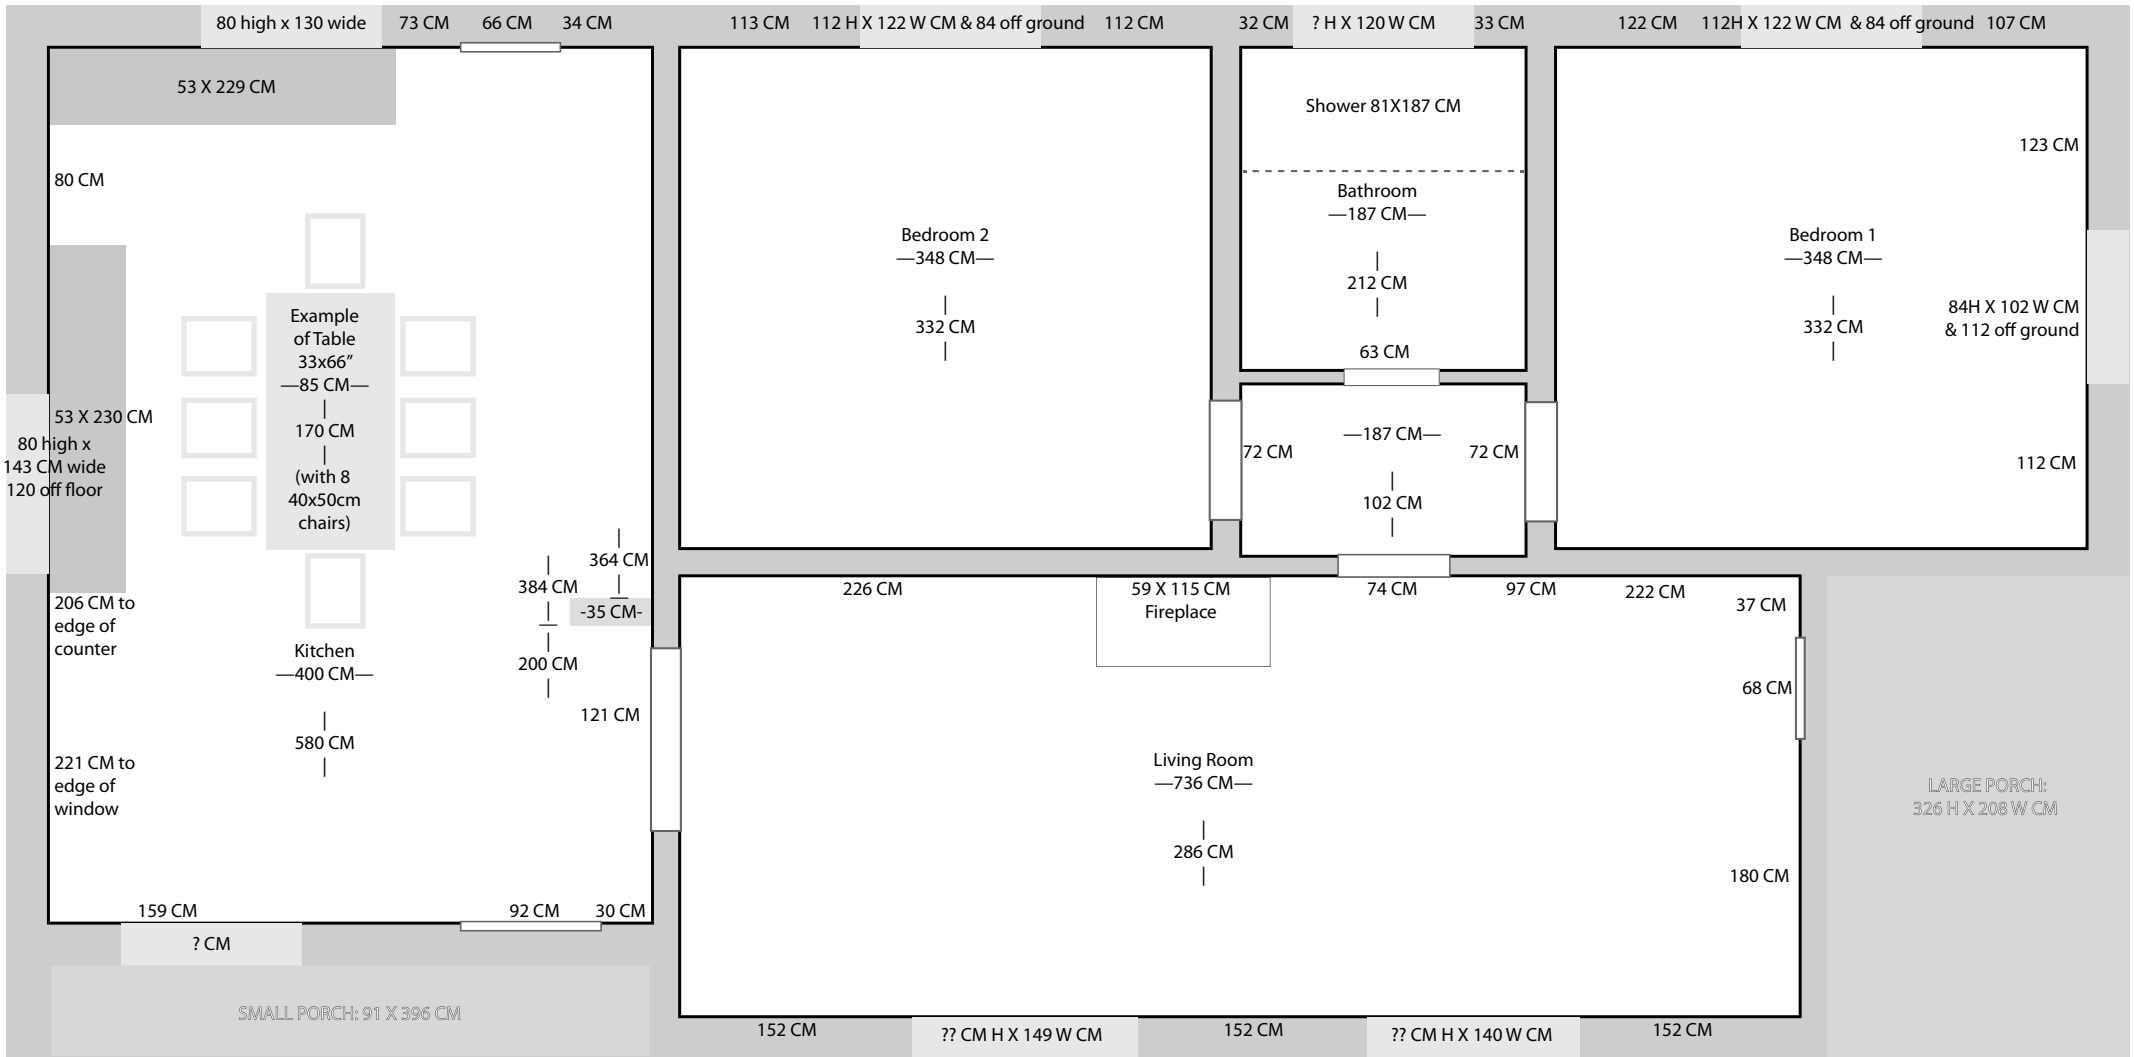 80 high x 130 wide
73 CM
66 CM
34 CM
113 CM
112 H X 122 W CM & 84 off ground
112 CM
32 CM
? H X 120 W CM
33 CM
122 CM
112H X 122 W CM & 84 off ground
107 CM
53 X 229 CM
80 CM
Example
of Table
33x66”
—85 CM—
170 CM
(with 8
40x50cm
chairs)
53 X 230 CM
80 high x
143 CM wide
120 off floor
206 CM to
edge of
counter
Kitchen
—400 CM—
580 CM
221 CM to
edge of
window
364 CM
384 CM
-35 CM-
200 CM
121 CM
159 CM
92 CM
30 CM
? CM
SMALL PORCH: 91 X 396 CM
Bedroom 2
—348 CM—
332 CM
Shower 81X187 CM
Bathroom
—187 CM—
212 CM
63 CM
72 CM
—187 CM—
72 CM
102 CM
123 CM
Bedroom 1
—348 CM—
332 CM
84H X 102 W CM
& 112 off ground
112 CM
226 CM
59 X 115 CM
Fireplace
74 CM
97 CM
222 CM
37 CM
68 CM
Living Room
—736 CM—
286 CM
180 CM
LARGE PORCH:
326 H X 208 W CM
152 CM
?? CM H X 149 W CM
152 CM
?? CM H X 140 W CM
152 CM